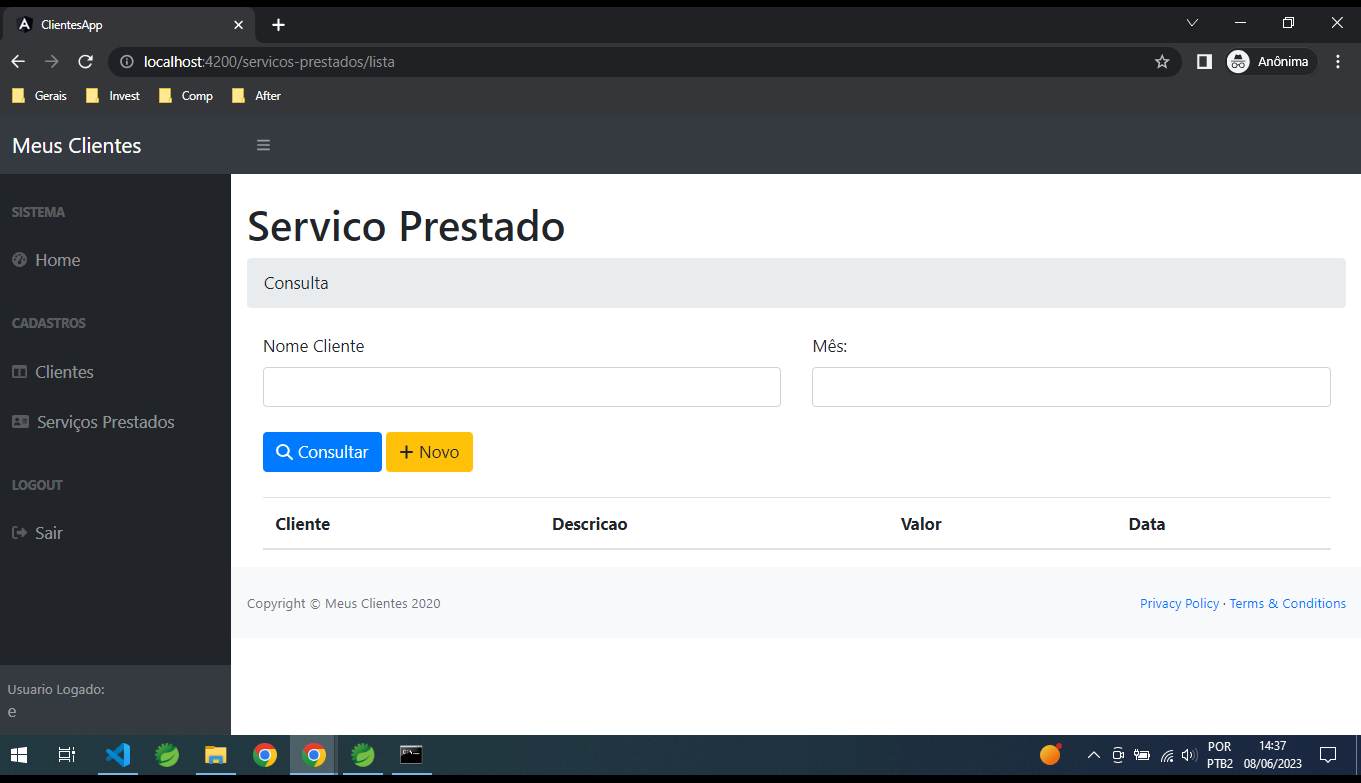 ClientesApp
localhost:4200/servicos-prestados/lista
Anônima
Gerais Invest Comp After
Meus Clientes
SISTEMA
Home
CADASTROS
Clientes
Serviços Prestados
LOGOUT
Sair
Usuario Logado:
e
Servico Prestado
Consulta
Nome Cliente Mês:
Consultar Novo
Cliente Descricao Valor Data
Copyright © Meus Clientes 2020 Privacy Policy · Terms & Conditions
POR 14:37
PTB2 08/06/2023